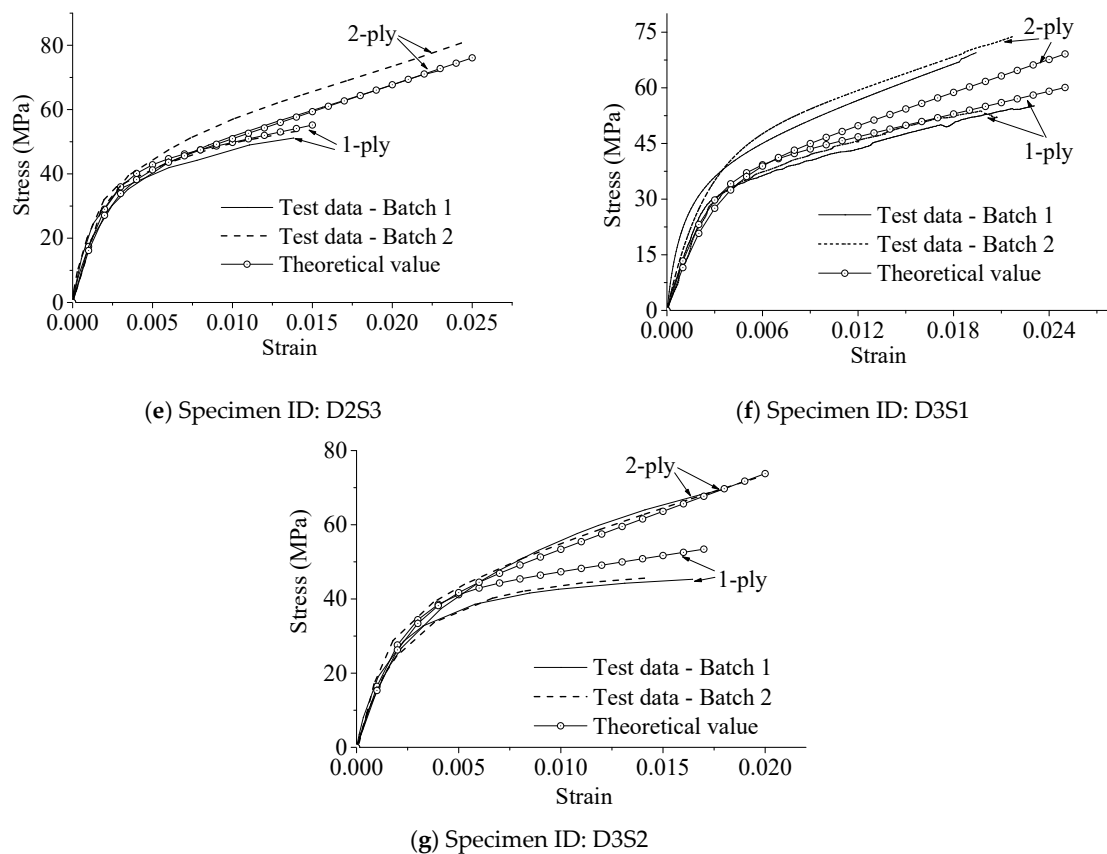 80
60
40
20
0
Stress (MPa)
2-ply
1-ply
Test data - Batch 1
Test data - Batch 2
Theoretical value
0.000 0.005 0.010 0.015 0.020 0.025
Strain
(e) Specimen ID: D2S3
75
60
45
30
15
0
Stress (MPa)
2-ply
1-ply
Test data - Batch 1
Test data - Batch 2
Theoretical value
0.000 0.006 0.012 0.018 0.024
Strain
(f) Specimen ID: D3S1
80
60
40
20
0
Stress (MPa)
2-ply
1-ply
Test data - Batch 1
Test data - Batch 2
Theoretical value
0.000 0.005 0.010 0.015 0.020
Strain
(g) Specimen ID: D3S2